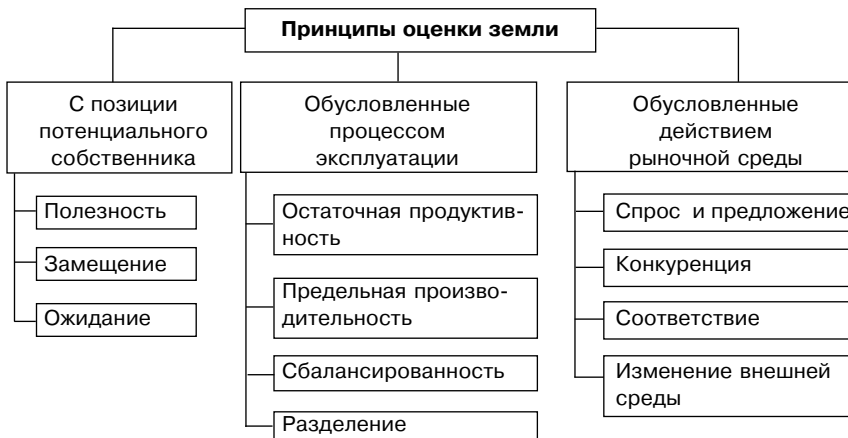 Принципы оценки земли
С позиции
потенциального
собственника
Полезность
Замещение
Ожидание
Обусловленные
процессом
эксплуатации
Остаточная продуктив-
ность
Предельная произво-
дительность
Сбалансированность
Разделение
Обусловленные
действием
рыночной среды
Спрос и предложение
Конкуренция
Соответствие
Изменение внешней
среды